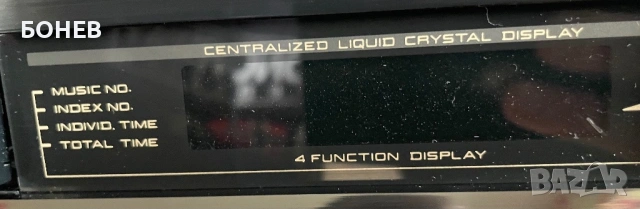 БОНЕВ
CENTRALIZED LIQUID CRYSTAL DISPLAY
MUSIC NO.
INDEX NO.
INDIVID. TIME
TOTAL TIME
4 FUNCTION DISPLAY
BAZAR